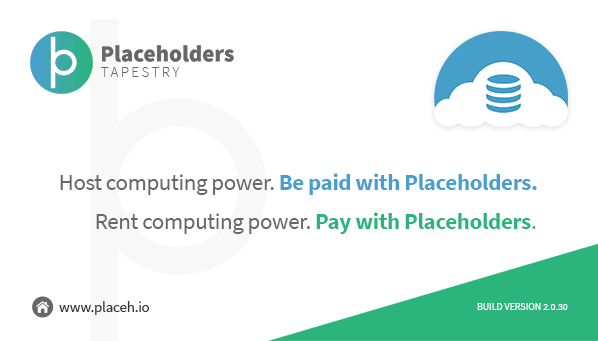 Placeholders
TAPESTRY
Host computing power. Be paid with Placeholders.
Rent computing power. Pay with Placeholders.
www.placeh.io
BUILD VERSION 2.0.30